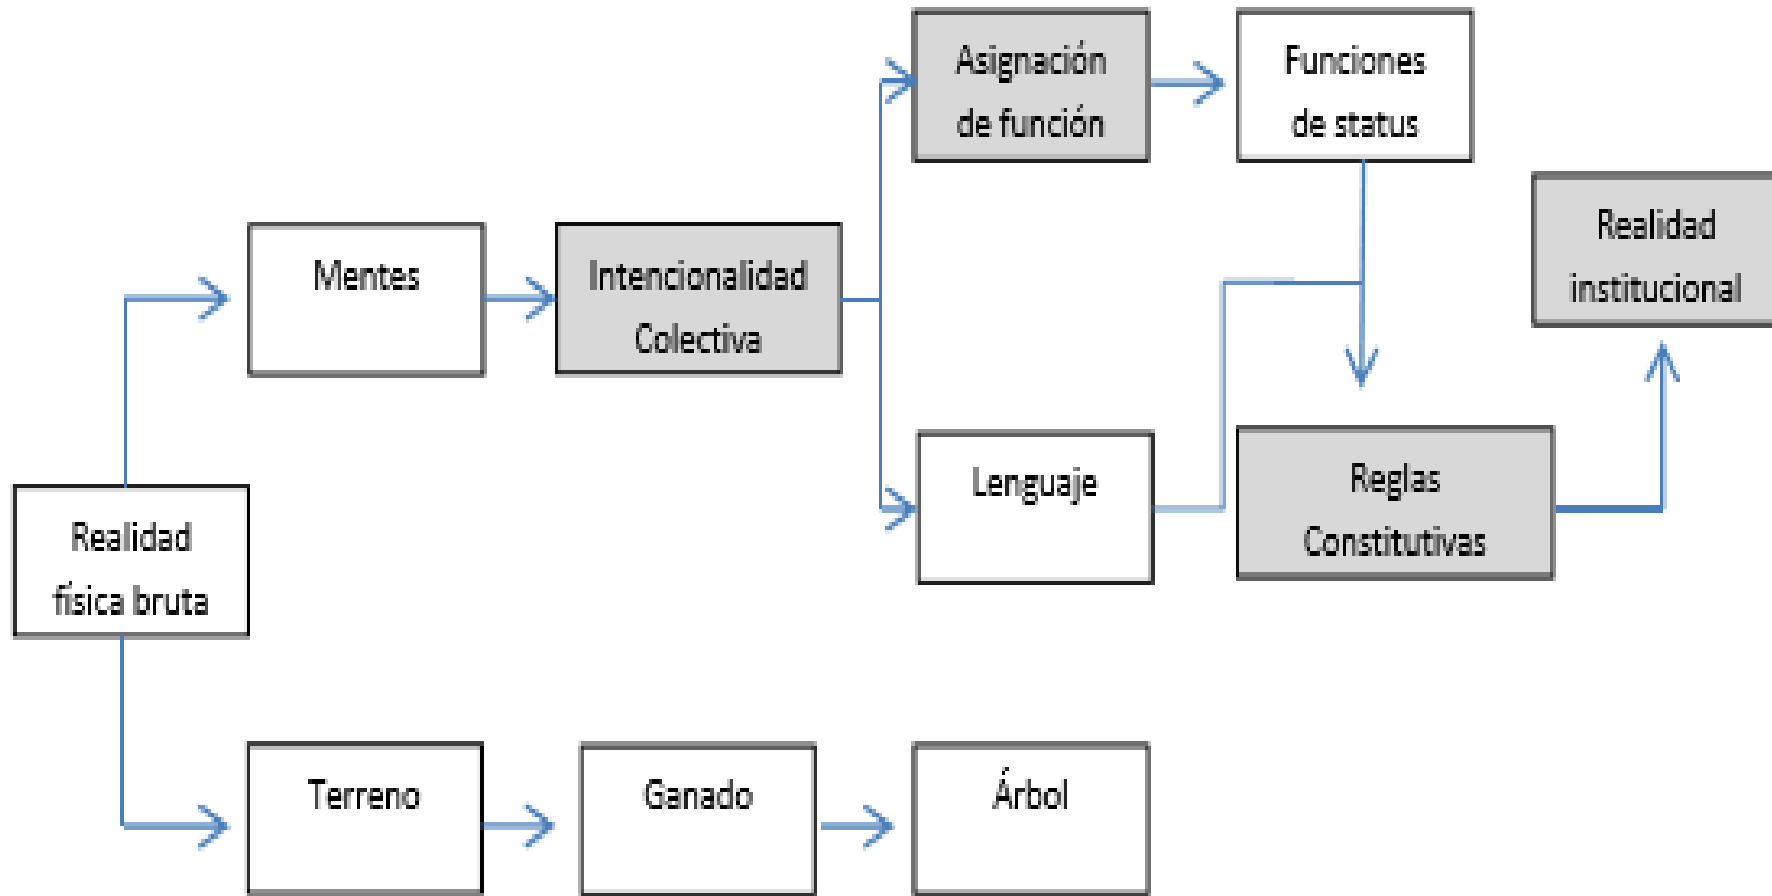 Asignación
de función
Funciones
de status
Realidad
institucional
Mentes
Intencionalidad
Colectiva
Lenguaje
Reglas
Constitutivas
Realidad
física bruta
Terreno
Ganado
Árbol